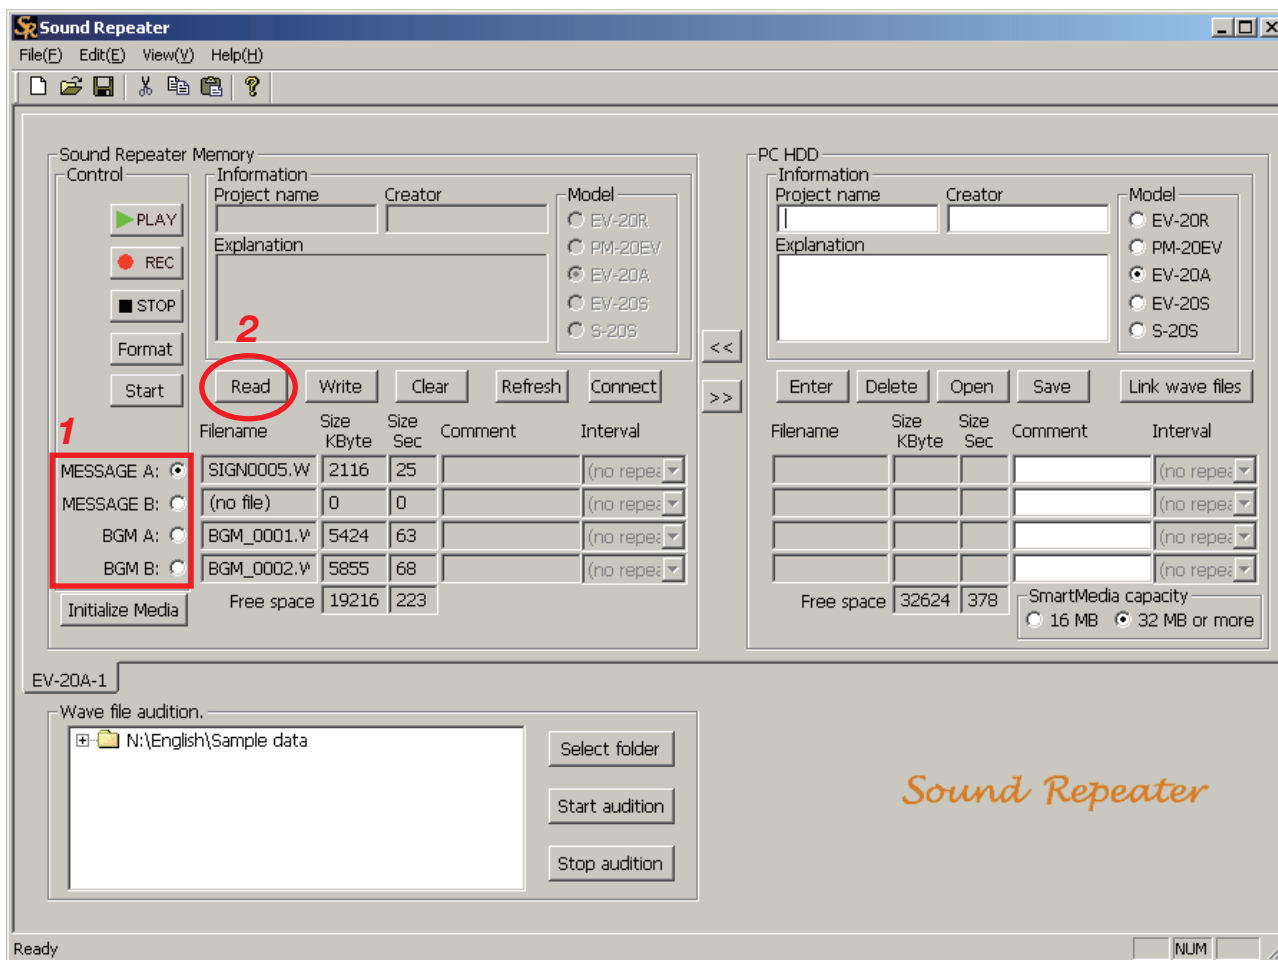 Sound Repeater
File(F) Edit(E) View(V) Help(H)
Sound Repeater Memory
Control
PLAY
REC
STOP
Format
Start
Information
Project name Creator
Explanation
Model
EV-20R
PM-20EV
EV-20A
EV-20S
S-20S
2
Read Write Clear Refresh Connect
1
Filename Size KByte Size Sec Comment Interval
MESSAGE A: SIGN0005.W 2116 25 (no repea
MESSAGE B: (no file) 0 0 (no repea
BGM A: BGM_0001.W 5424 63 (no repea
BGM B: BGM_0002.W 5855 68 (no repea
Initialize Media
Free space 19216 223
<<
>>
PC HDD
Information
Project name Creator
Explanation
Model
EV-20R
PM-20EV
EV-20A
EV-20S
S-20S
Enter Delete Open Save Link wave files
Filename Size KByte Size Sec Comment Interval
(no repea
(no repea
(no repea
(no repea
Free space 32624 378
SmartMedia capacity
16 MB 32 MB or more
EV-20A-1
Wave file audition.
N:\English\Sample data
Select folder
Start audition
Stop audition
Sound Repeater
Ready NUM